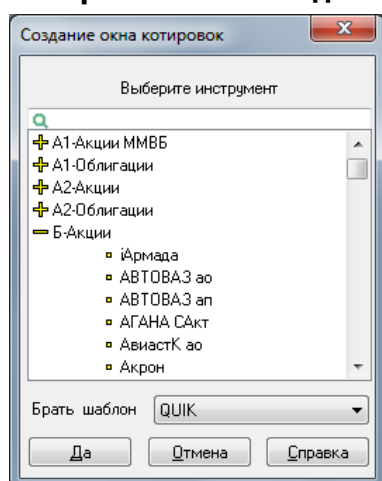 Создание окна котировок
Выберите инструмент
А1-Акции ММВБ
А1-Облигации
А2-Акции
А2-Облигации
Б-Акции
iАрмада
АВТОВАЗ ао
АВТОВАЗ ап
АГАНА САкт
АвиастК ао
Акрон
Брать шаблон QUIK
Да Отмена Справка